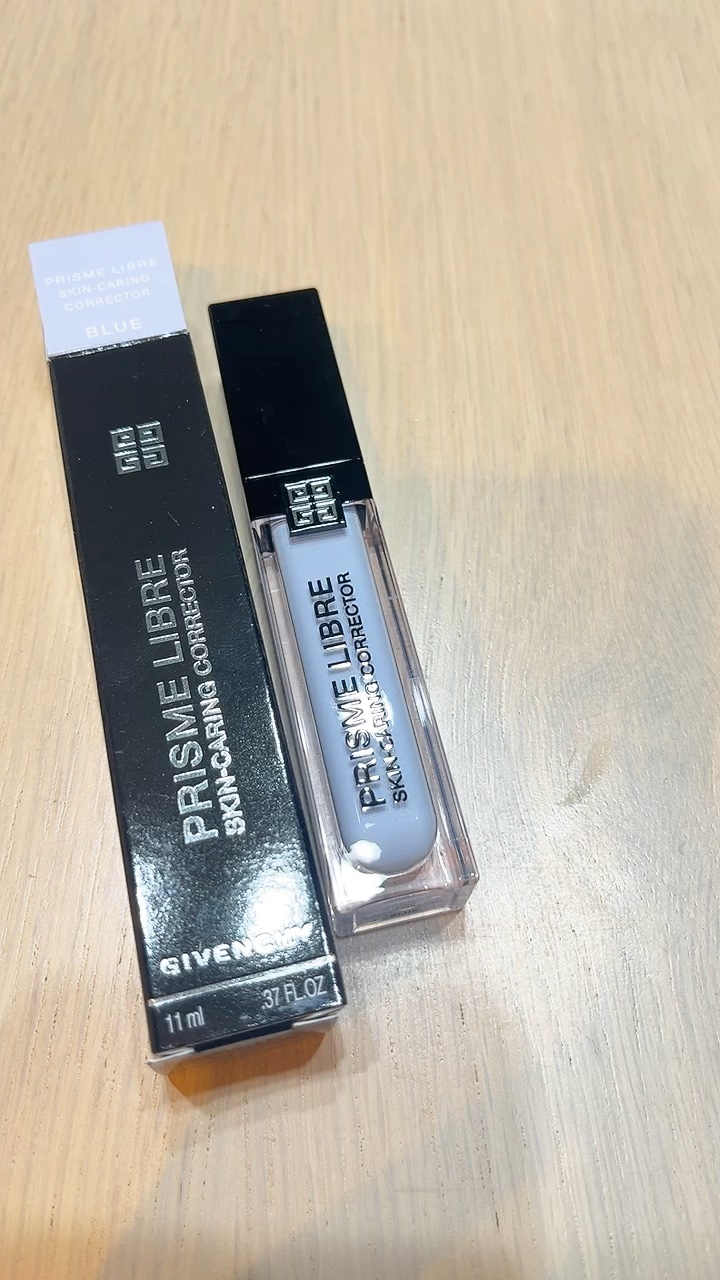 PRISME LIBRE
SKIN-CARING
CORRECTOR
BLUE
PRISME LIBRE
SKIN-CARING CORRECTOR
GIVENCHY
11 ml .37 FL.OZ
PRISME LIBRE
SKIN-CARING CORRECTOR